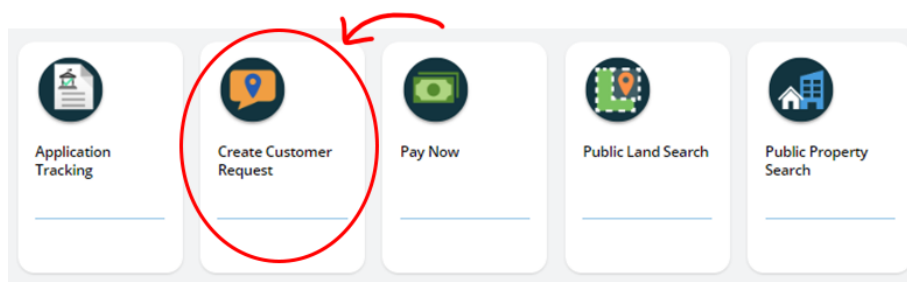 Application
Tracking
Create Customer
Request
Pay Now
Public Land Search
Public Property
Search